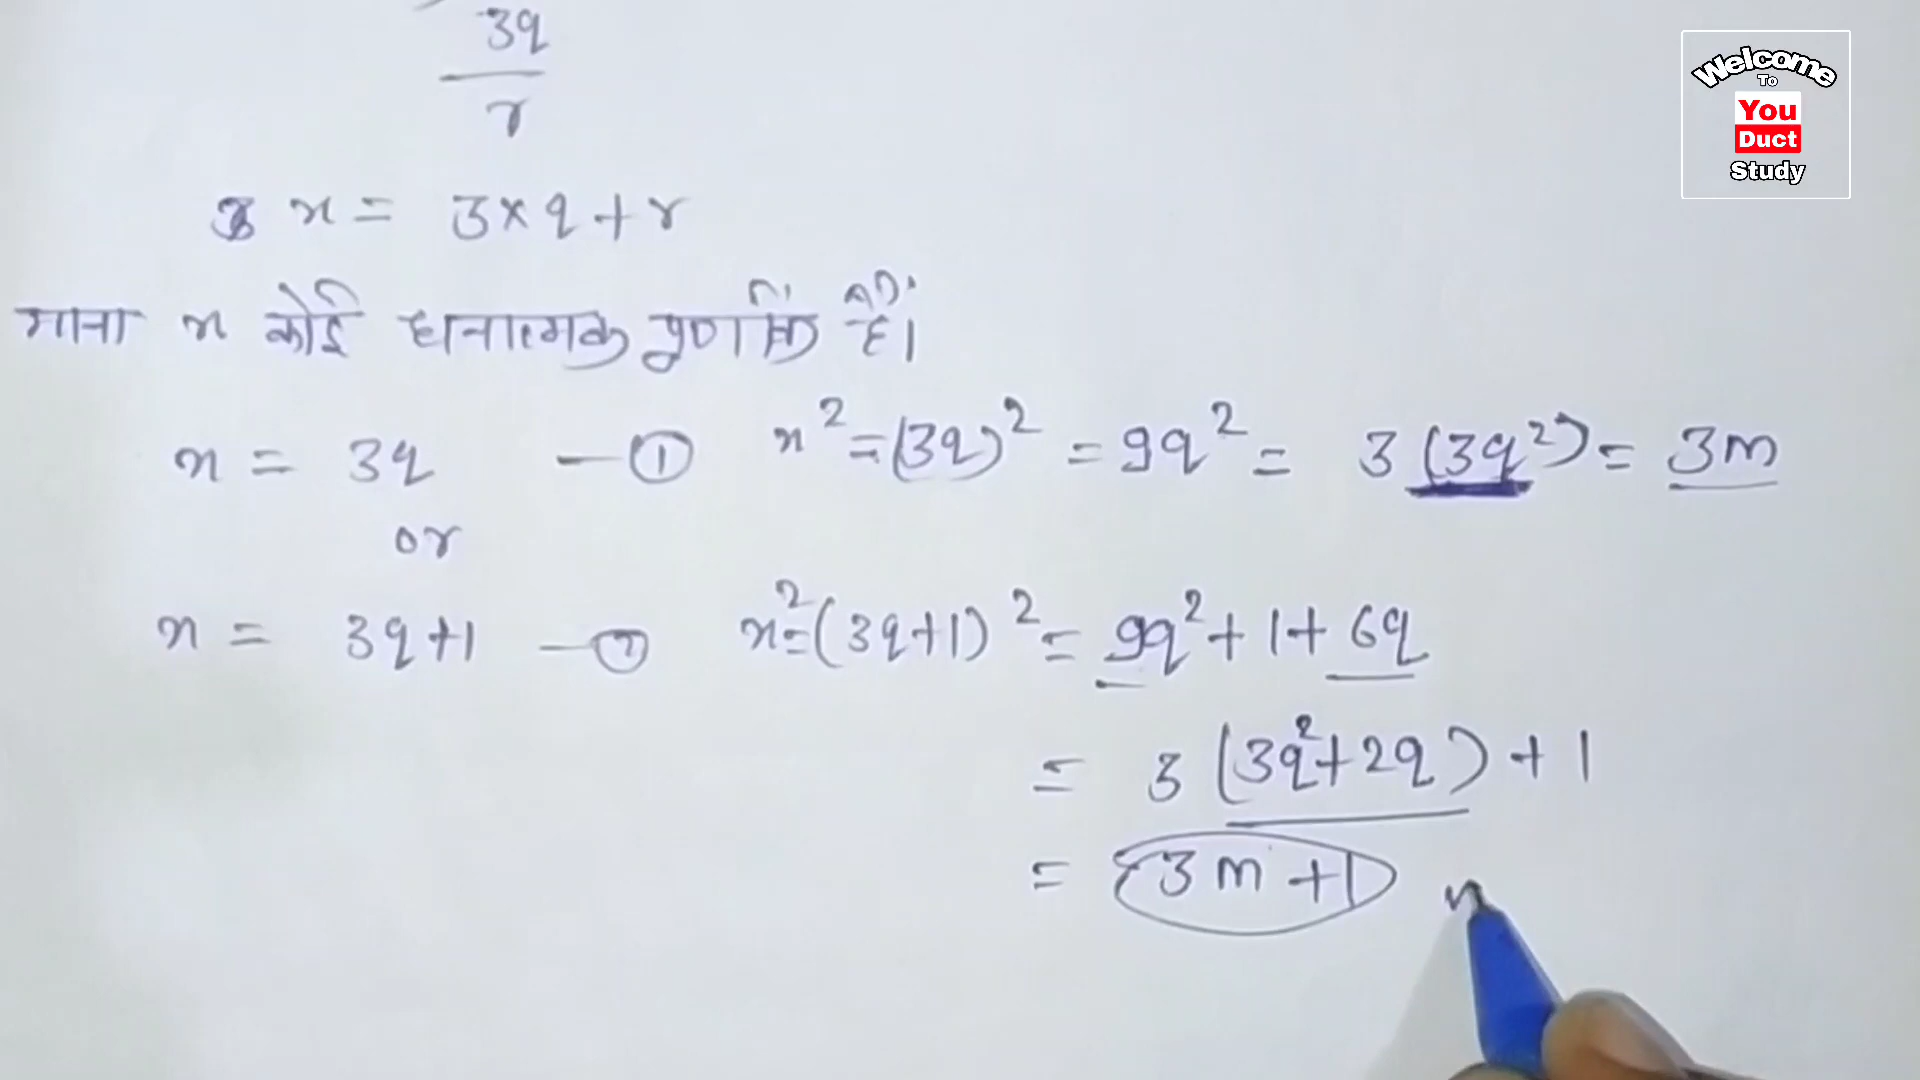 3q
r
x = 3×q+r
माना x कोई धनात्मक पूर्णांक है।
x = 3q —① x² = (3q)² = 9q² = 3(3q²) = 3m
or
x = 3q+1 —② x² = (3q+1)² = 9q²+1+6q
= 3(3q²+2q)+1
= 3m+1
Welcome
To
You
Duct
Study